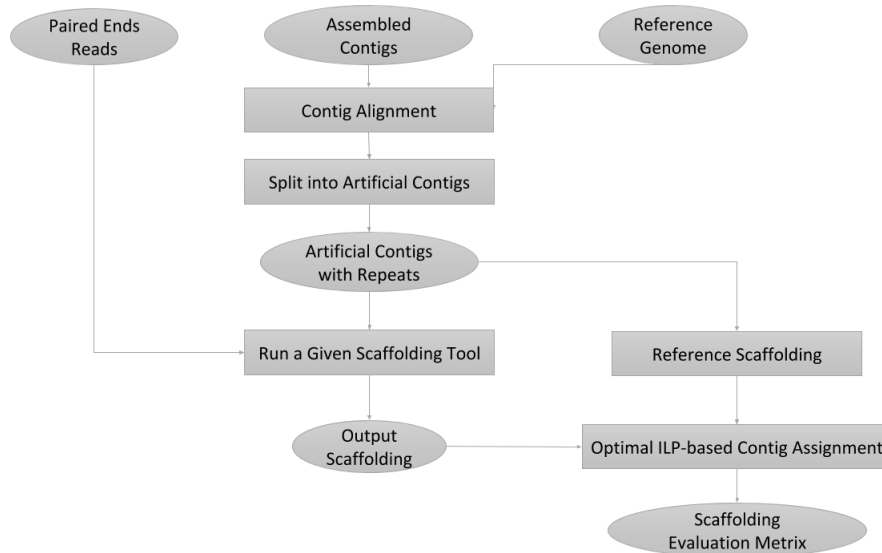 Paired Ends
Reads
Assembled
Contigs
Reference
Genome
Contig Alignment
Split into Artificial Contigs
Artificial Contigs
with Repeats
Run a Given Scaffolding Tool
Reference Scaffolding
Output
Scaffolding
Optimal ILP-based Contig Assignment
Scaffolding
Evaluation Metrix